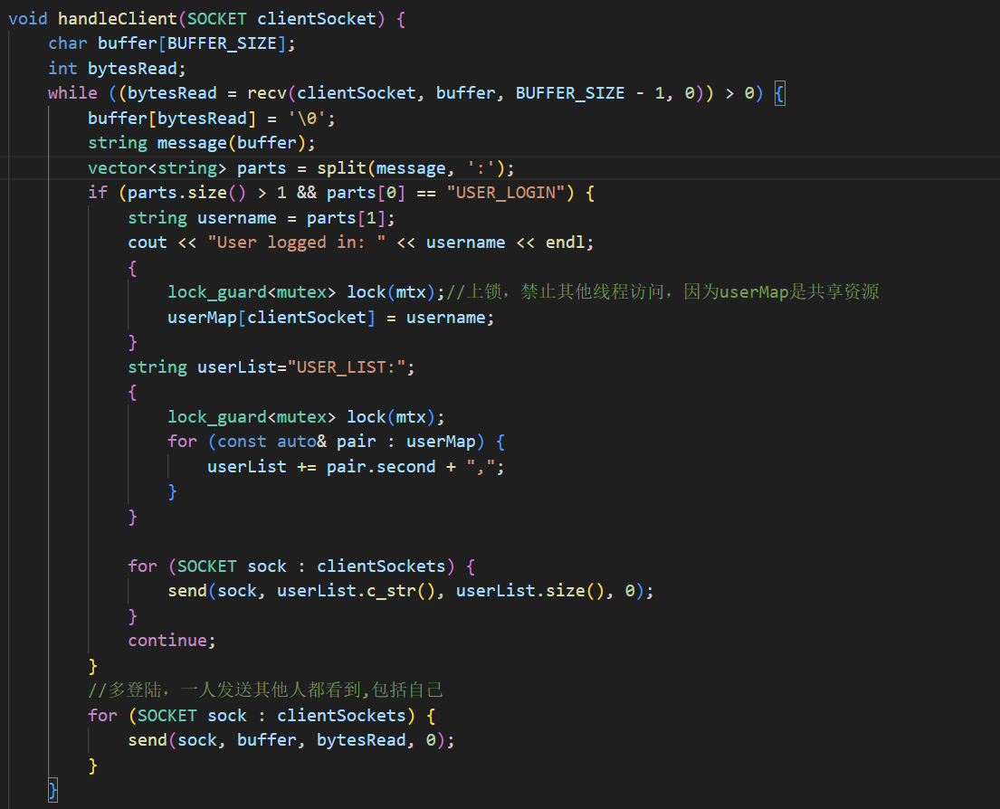 void handleClient(SOCKET clientSocket) {
    char buffer[BUFFER_SIZE];
    int bytesRead;
    while ((bytesRead = recv(clientSocket, buffer, BUFFER_SIZE - 1, 0)) > 0) {
        buffer[bytesRead] = '\0';
        string message(buffer);
        vector<string> parts = split(message, ':');
        if (parts.size() > 1 && parts[0] == "USER_LOGIN") {
            string username = parts[1];
            cout << "User logged in: " << username << endl;
            {
                lock_guard<mutex> lock(mtx);//上锁，禁止其他线程访问，因为userMap是共享资源
                userMap[clientSocket] = username;
            }
            string userList="USER_LIST:";
            {
                lock_guard<mutex> lock(mtx);
                for (const auto& pair : userMap) {
                    userList += pair.second + ",";
                }
            }
            for (SOCKET sock : clientSockets) {
                send(sock, userList.c_str(), userList.size(), 0);
            }
            continue;
        }
        //多登陆，一人发送其他人都看到,包括自己
        for (SOCKET sock : clientSockets) {
            send(sock, buffer, bytesRead, 0);
        }
    }